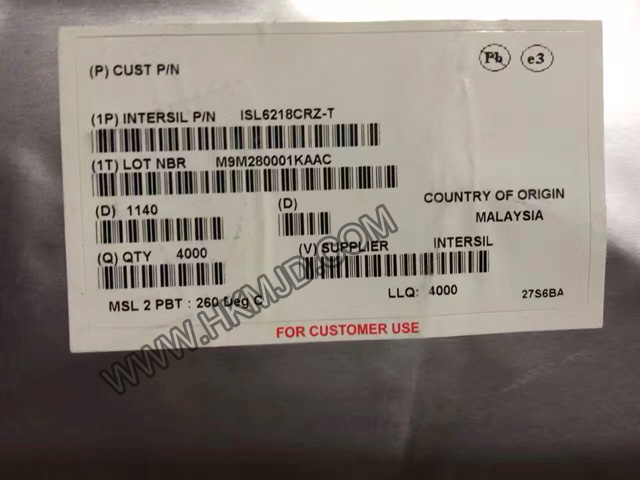 (P) CUST P/N
Pb e3
(1P) INTERSIL P/N ISL6218CRZ-T
(1T) LOT NBR M9M280001KAAC
(D) 1140 (D)
COUNTRY OF ORIGIN
MALAYSIA
(Q) QTY 4000 (V) SUPPLIER INTERSIL
MSL 2 PBT : 260 Deg C LLQ: 4000 27S6BA
FOR CUSTOMER USE
WWW.HKMJD.COM